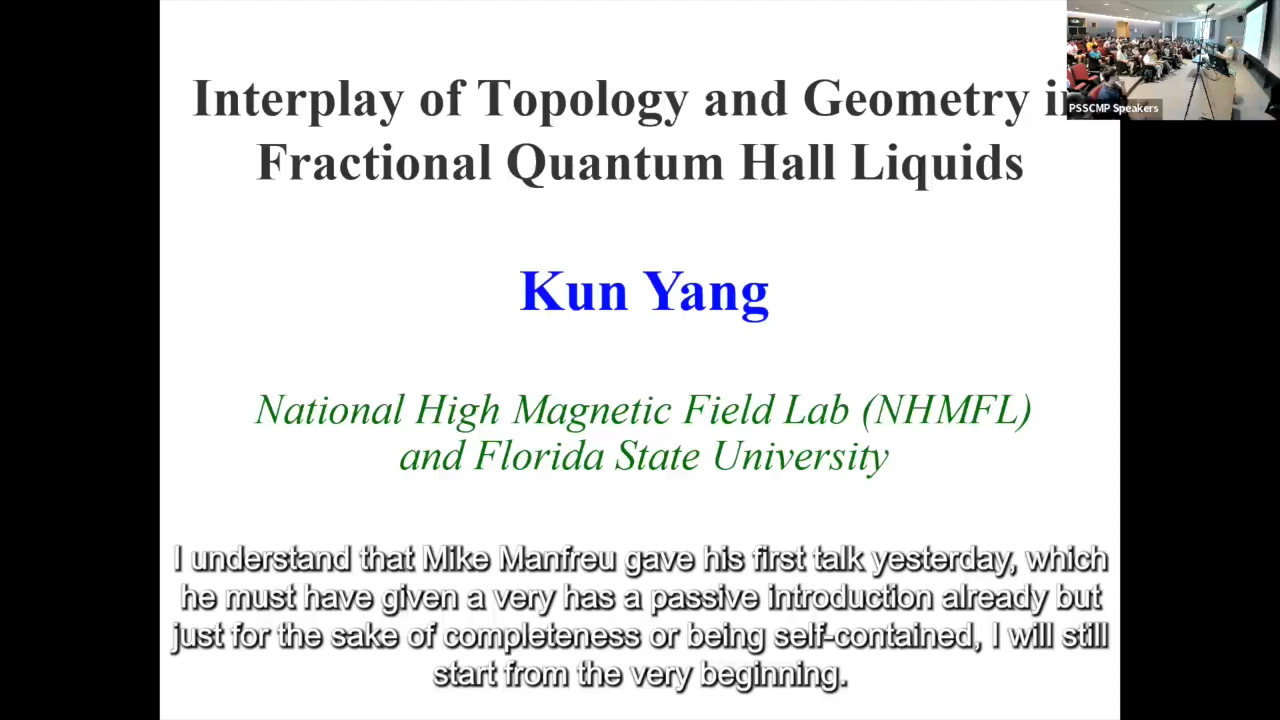 Interplay of Topology and Geometry i
Fractional Quantum Hall Liquids
PSSCMP Speakers
Kun Yang
National High Magnetic Field Lab (NHMFL)
and Florida State University
I understand that Mike Manfreu gave his first talk yesterday, which
he must have given a very has a passive introduction already but
just for the sake of completeness or being self-contained, I will still
start from the very beginning.